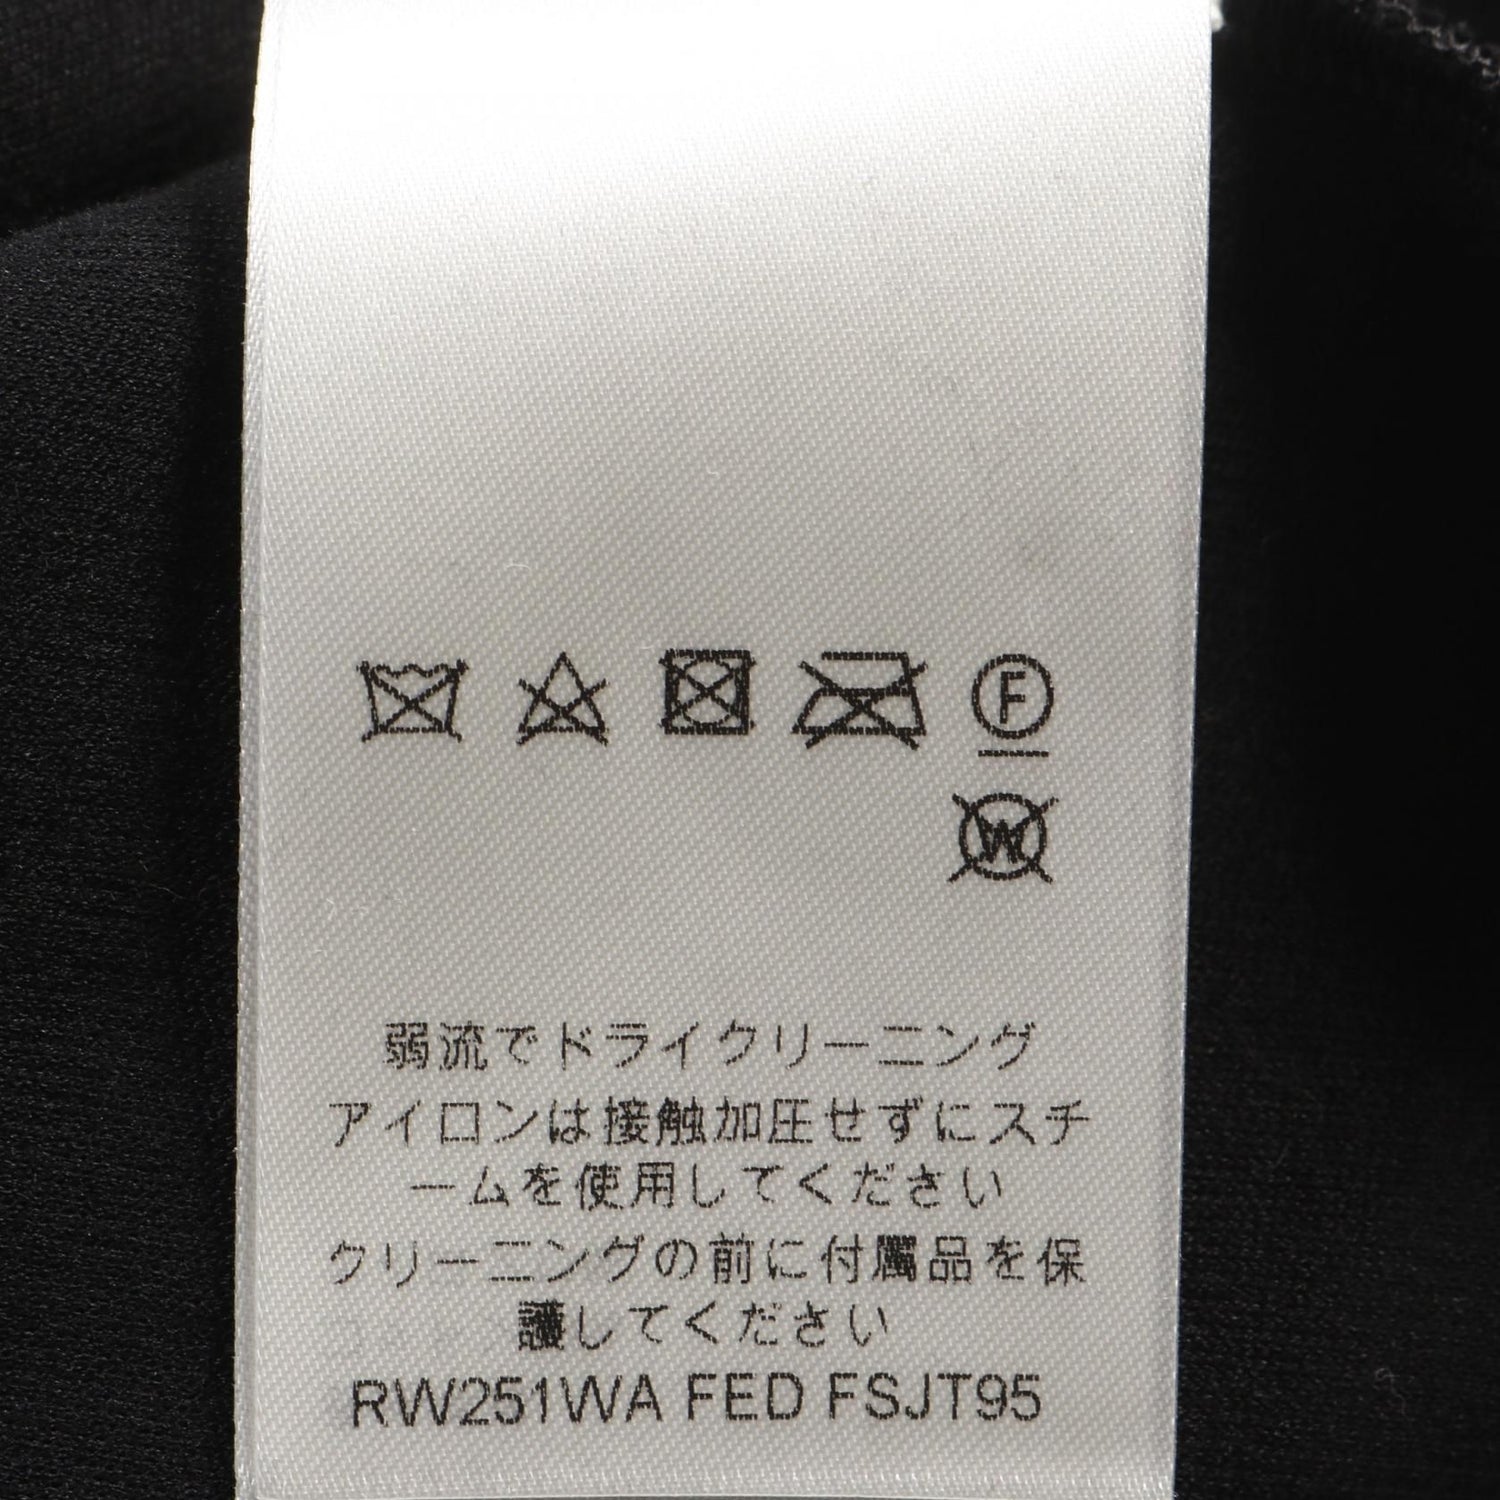 F
W
弱流でドライクリーニング
アイロンは接触加圧せずにスチ
ームを使用してください
クリーニングの前に付属品を保
護してください
RW251WA FED FSJT95